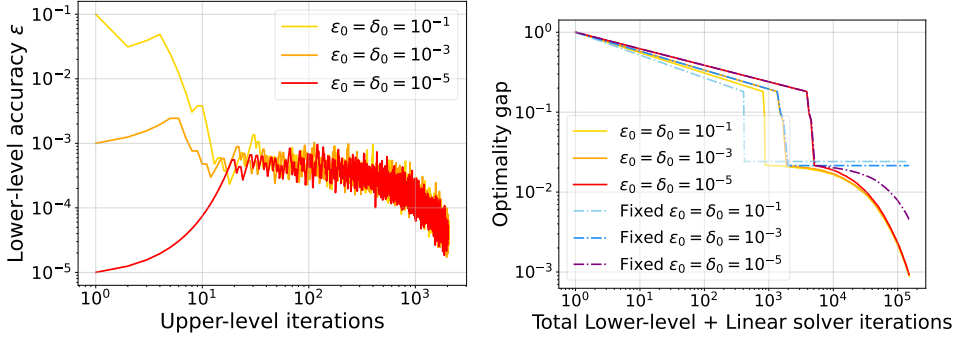 Lower-level accuracy ε
10⁻¹
10⁻²
10⁻³
10⁻⁴
10⁻⁵
ε₀ = δ₀ = 10⁻¹
ε₀ = δ₀ = 10⁻³
ε₀ = δ₀ = 10⁻⁵
10⁰ 10¹ 10² 10³
Upper-level iterations
Optimality gap
10⁰
10⁻¹
10⁻²
10⁻³
ε₀ = δ₀ = 10⁻¹
ε₀ = δ₀ = 10⁻³
ε₀ = δ₀ = 10⁻⁵
Fixed ε₀ = δ₀ = 10⁻¹
Fixed ε₀ = δ₀ = 10⁻³
Fixed ε₀ = δ₀ = 10⁻⁵
10⁰ 10¹ 10² 10³ 10⁴ 10⁵
Total Lower-level + Linear solver iterations